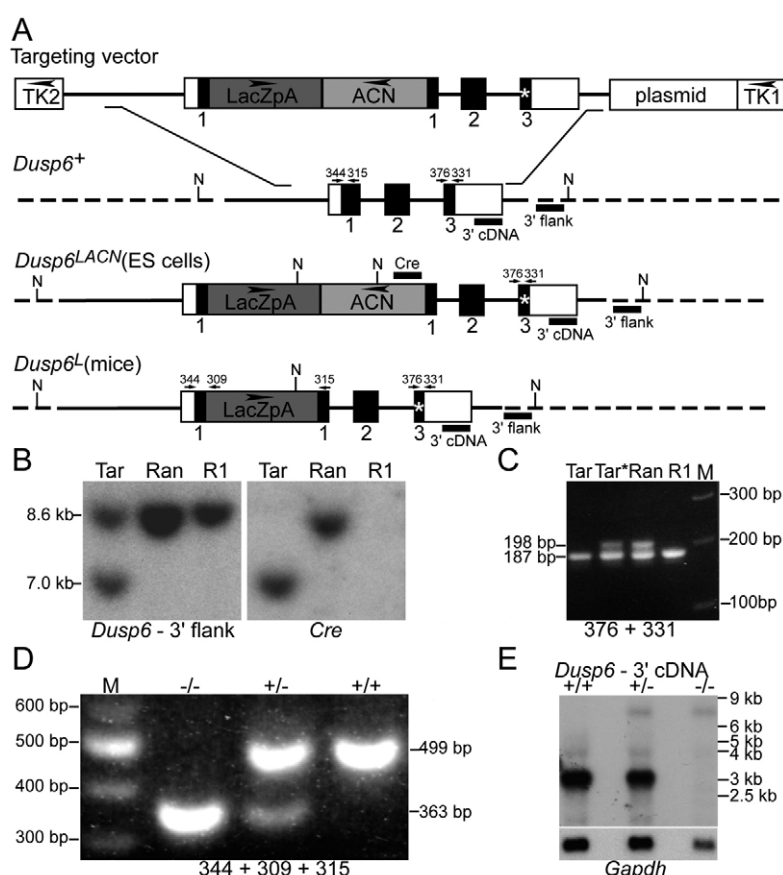 A
Targeting vector
TK2 LacZpA ACN * plasmid TK1
1 1 2 3
Dusp6+
N 344 315 376 331 N
1 2 3 3' flank
3' cDNA
Dusp6LACN(ES cells)
N N N Cre 376 331 N
LacZpA ACN *
1 1 2 3 3' flank
3' cDNA
Dusp6L(mice)
N 344 309 N 315 376 331 N
LacZpA *
1 1 2 3 3' flank
3' cDNA
B
Tar Ran R1 Tar Ran R1
8.6 kb
7.0 kb
Dusp6 - 3' flank Cre
C
Tar Tar* Ran R1 M
300 bp
198 bp 200 bp
187 bp
100bp
376 + 331
D
M -/- +/- +/+
600 bp
500 bp 499 bp
400 bp
363 bp
300 bp
344 + 309 + 315
E
Dusp6 - 3' cDNA
+/+ +/- -/-
9 kb
6 kb
5 kb
4 kb
3 kb
2.5 kb
Gapdh